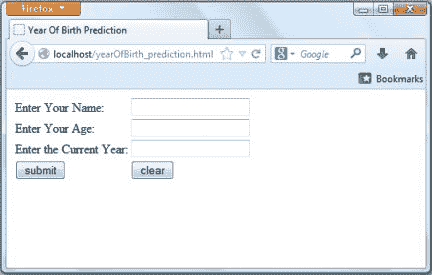 Firefox
Year Of Birth Prediction
localhost/yearOfBirth_prediction.html
Google
Bookmarks
Enter Your Name:
Enter Your Age:
Enter the Current Year:
submit clear